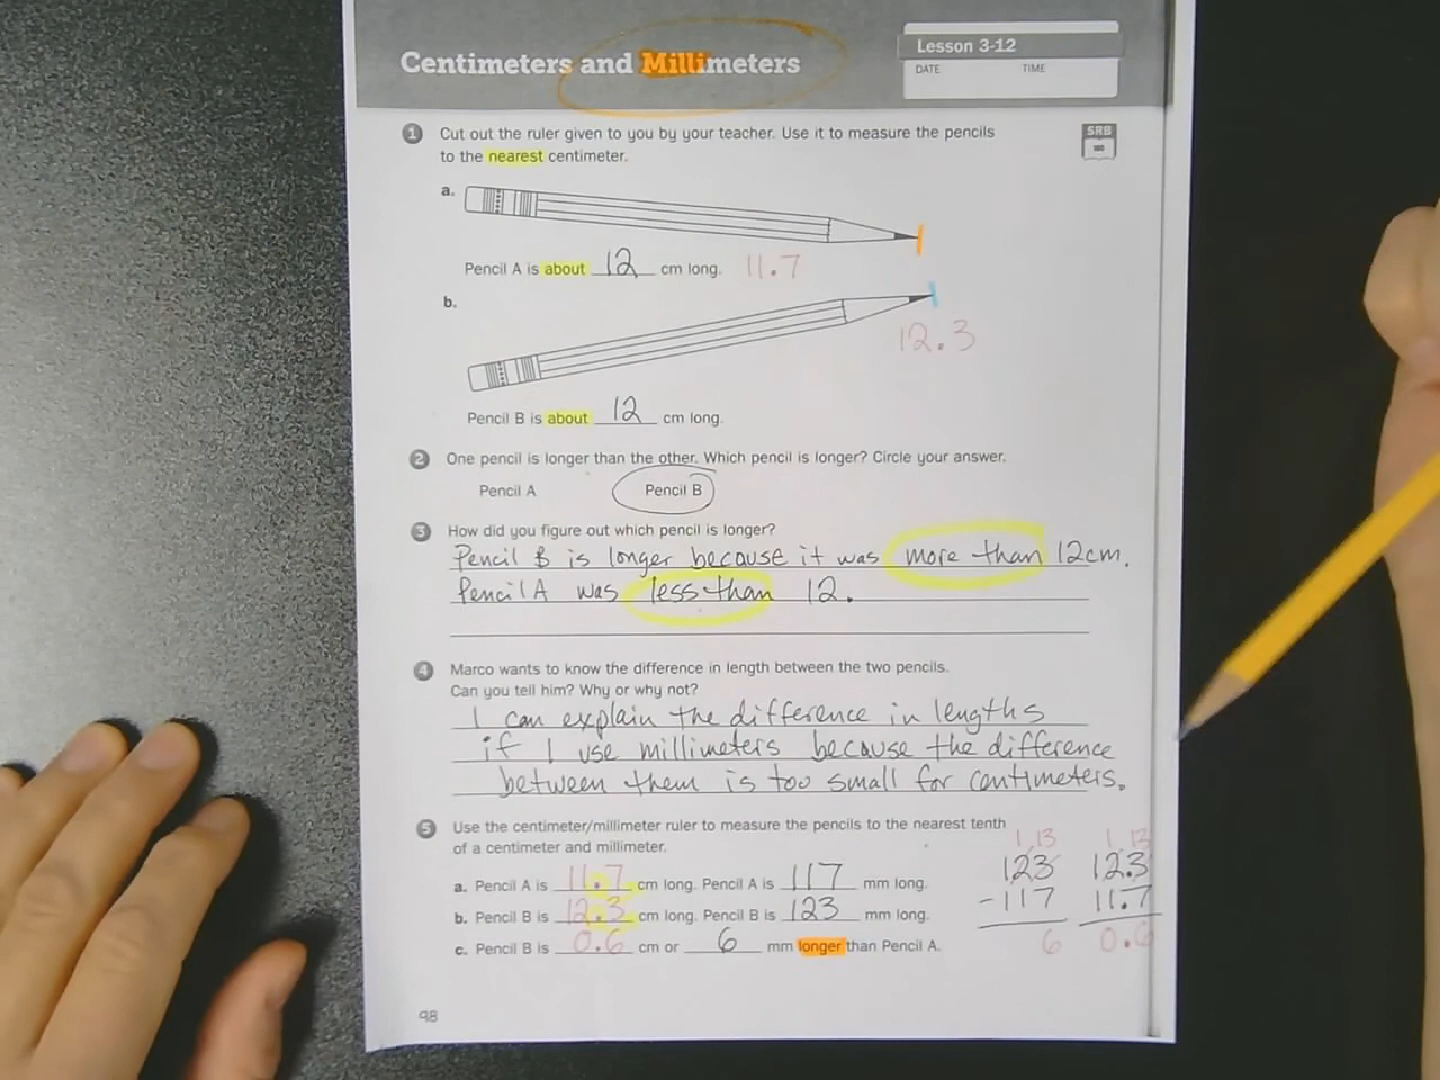 Centimeters and Millimeters
Lesson 3-12
DATE TIME
SRB
1 Cut out the ruler given to you by your teacher. Use it to measure the pencils
to the nearest centimeter.
a.
Pencil A is about 12 cm long. 11.7
b.
12.3
Pencil B is about 12 cm long.
2 One pencil is longer than the other. Which pencil is longer? Circle your answer.
Pencil A Pencil B
3 How did you figure out which pencil is longer?
Pencil B is longer because it was more than 12cm.
Pencil A was less than 12.
4 Marco wants to know the difference in length between the two pencils.
Can you tell him? Why or why not?
I can explain the difference in lengths
if I use millimeters because the difference
between them is too small for centimeters.
5 Use the centimeter/millimeter ruler to measure the pencils to the nearest tenth
of a centimeter and millimeter.
1 13 1 13
123 12.3
a. Pencil A is 11.7 cm long. Pencil A is 117 mm long.
-117 11.7
b. Pencil B is 12.3 cm long. Pencil B is 123 mm long.
6 0.6
c. Pencil B is 0.6 cm or 6 mm longer than Pencil A.
98